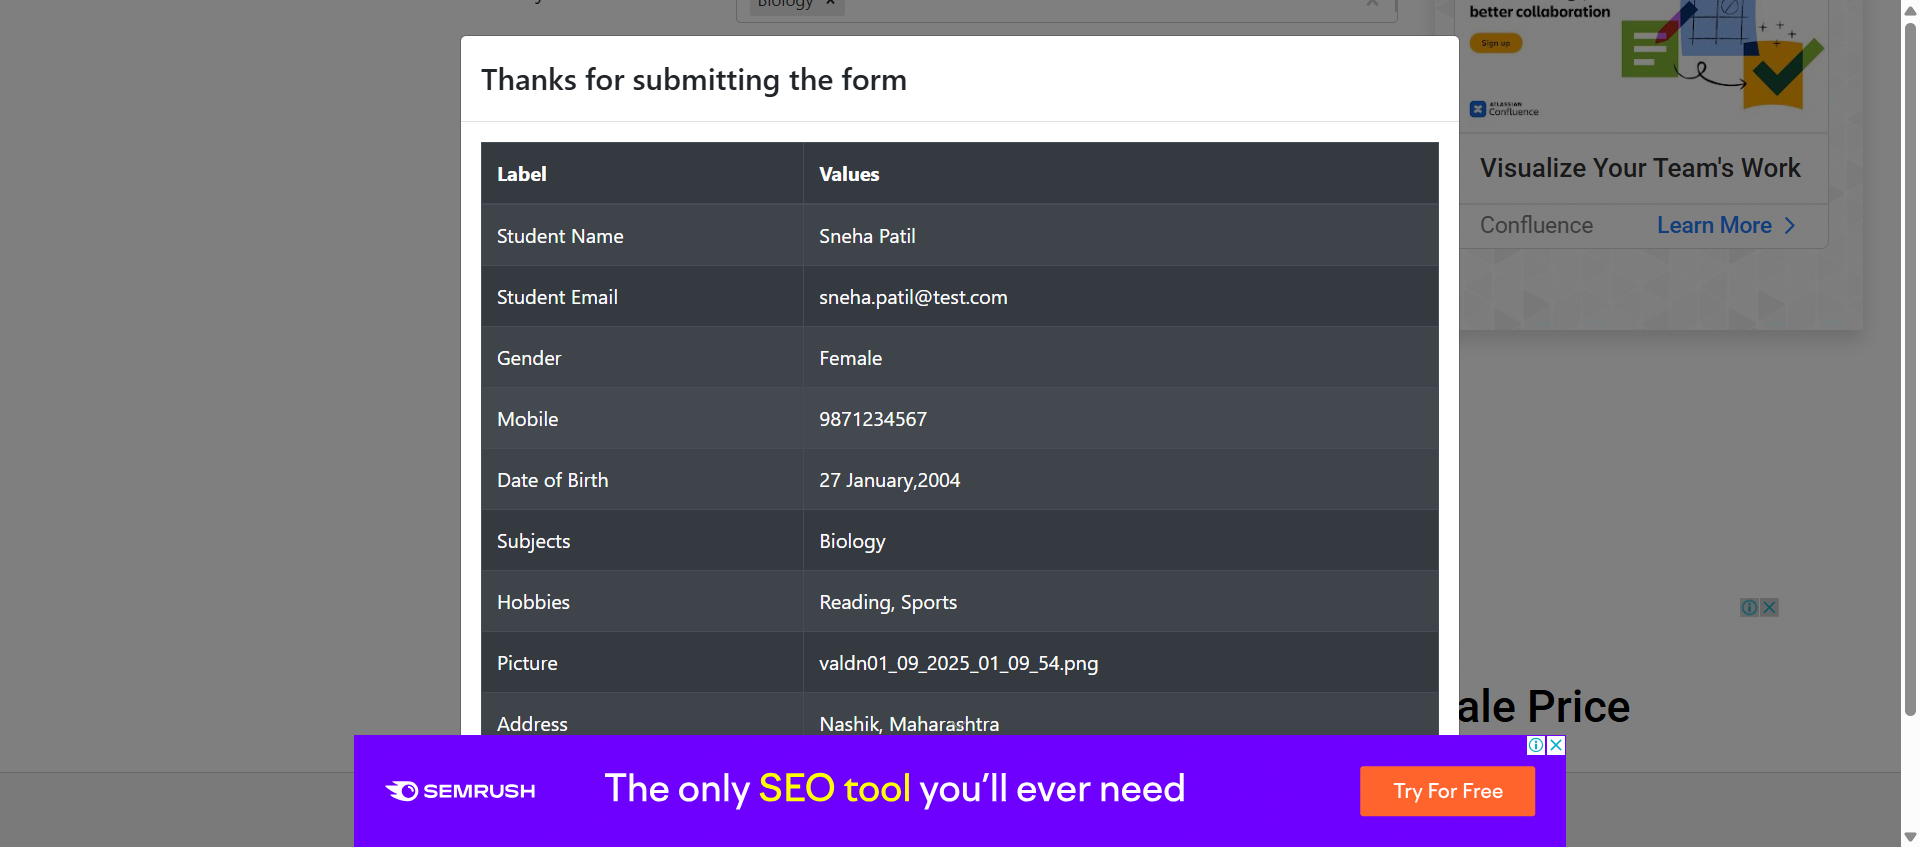 Biology ×
better collaboration
Sign up
ATLASSIAN
Confluence
Thanks for submitting the form
Label Values
Student Name Sneha Patil
Student Email sneha.patil@test.com
Gender Female
Mobile 9871234567
Date of Birth 27 January,2004
Subjects Biology
Hobbies Reading, Sports
Picture valdn01_09_2025_01_09_54.png
Address Nashik, Maharashtra
Visualize Your Team's Work
Confluence Learn More
ale Price
SEMRUSH
The only SEO tool you'll ever need
Try For Free